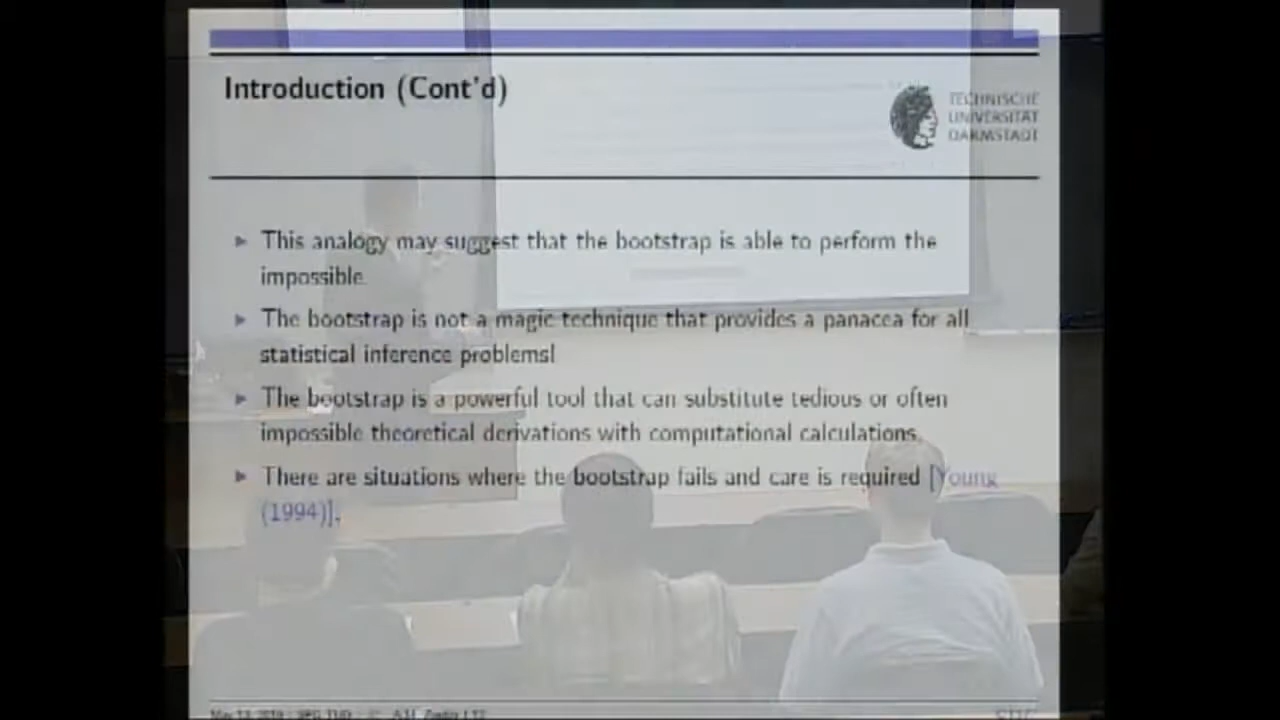 Introduction (Cont'd)
TECHNISCHE
UNIVERSITÄT
DARMSTADT
This analogy may suggest that the bootstrap is able to perform the
impossible.
The bootstrap is not a magic technique that provides a panacea for all
statistical inference problems!
The bootstrap is a powerful tool that can substitute tedious or often
impossible theoretical derivations with computational calculations.
There are situations where the bootstrap fails and care is required [Young
(1994)].